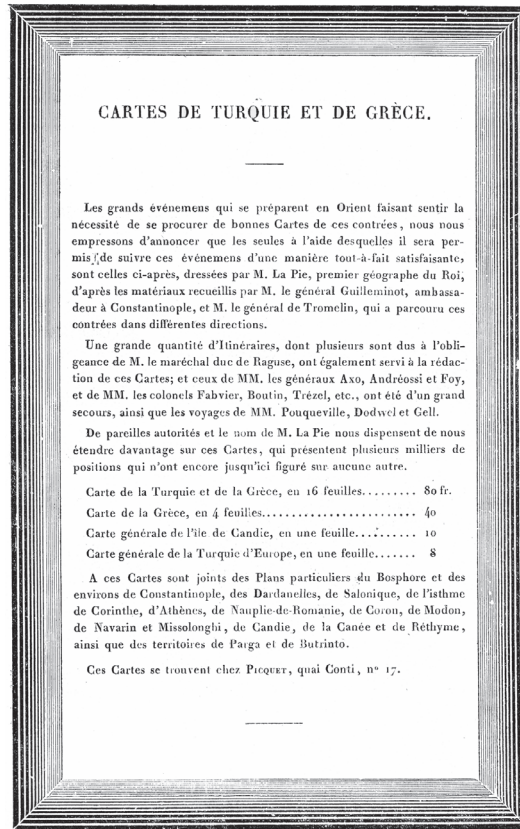 CARTES DE TURQUIE ET DE GRÈCE.
Les grands événemens qui se préparent en Orient faisant sentir la
nécessité de se procurer de bonnes Cartes de ces contrées, nous nous
empressons d'annoncer que les seules à l'aide desquelles il sera per-
mis de suivre ces événemens d'une manière tout-à-fait satisfaisante,
sont celles ci-après, dressées par M. La Pie, premier géographe du Roi,
d'après les matériaux recueillis par M. le général Guilleminot, ambassa-
deur à Constantinople, et M. le général de Tromelin, qui a parcouru ces
contrées dans différentes directions.
Une grande quantité d'Itinéraires, dont plusieurs sont dus à l'obli-
geance de M. le maréchal duc de Raguse, ont également servi à la rédac-
tion de ces Cartes; et ceux de MM. les généraux Axo, Andréossi et Foy,
et de MM. les colonels Fabvier, Boutin, Trézel, etc., ont été d'un grand
secours, ainsi que les voyages de MM. Pouqueville, Dodwel et Gell.
De pareilles autorités et le nom de M. La Pie nous dispensent de nous
étendre davantage sur ces Cartes, qui présentent plusieurs milliers de
positions qui n'ont encore jusqu'ici figuré sur aucune autre.
Carte de la Turquie et de la Grèce, en 16 feuilles......... 80 fr.
Carte de la Grèce, en 4 feuilles........................ 40
Carte générale de l'île de Candie, en une feuille......... 10
Carte générale de la Turquie d'Europe, en une feuille....... 8
A ces Cartes sont joints des Plans particuliers du Bosphore et des
environs de Constantinople, des Dardanelles, de Salonique, de l'isthme
de Corinthe, d'Athènes, de Nauplie-de-Romanie, de Coron, de Modon,
de Navarin et Missolonghi, de Candie, de la Canée et de Réthyme,
ainsi que des territoires de Parga et de Butrinto.
Ces Cartes se trouvent chez PICQUET, quai Conti, nº 17.